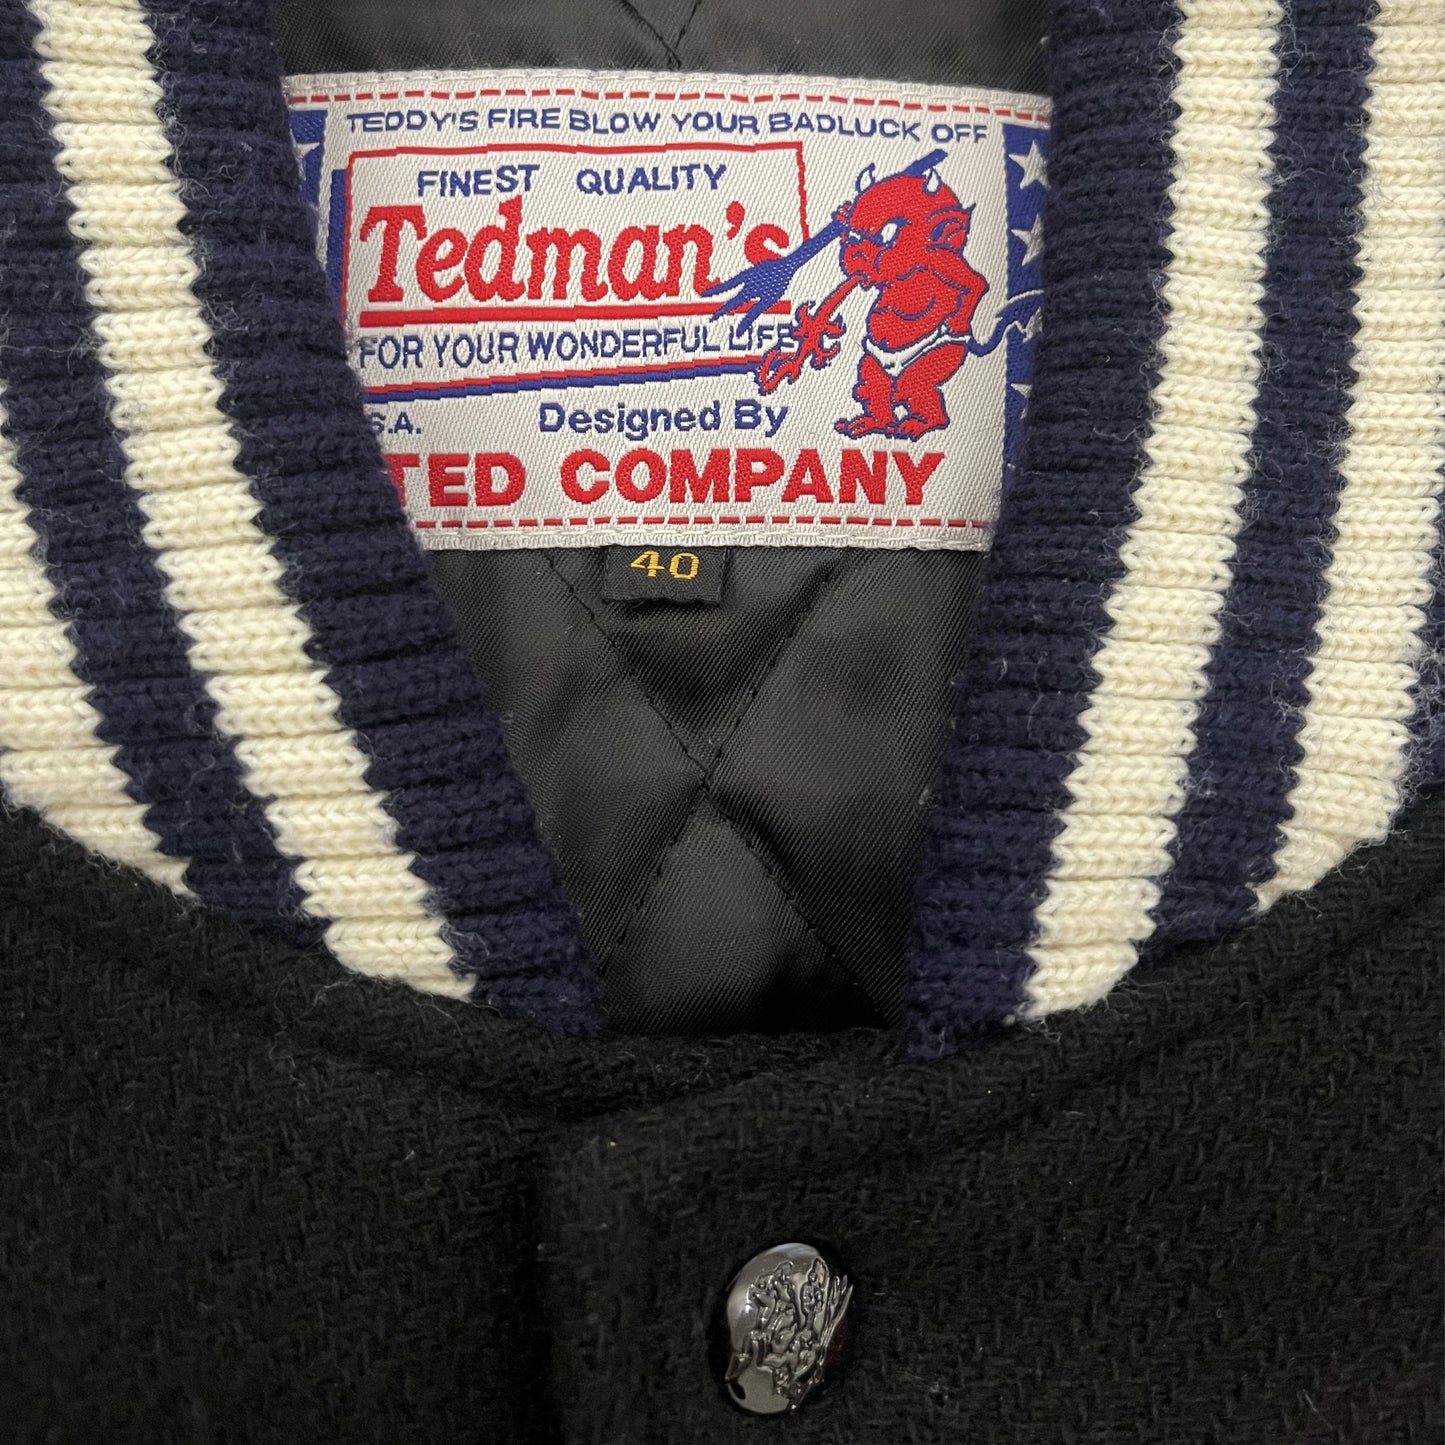 TEDDY'S FIRE BLOW YOUR BADLUCK OFF
FINEST QUALITY
Tedman's
FOR YOUR WONDERFUL LIFE
S.A. Designed By
TED COMPANY
40